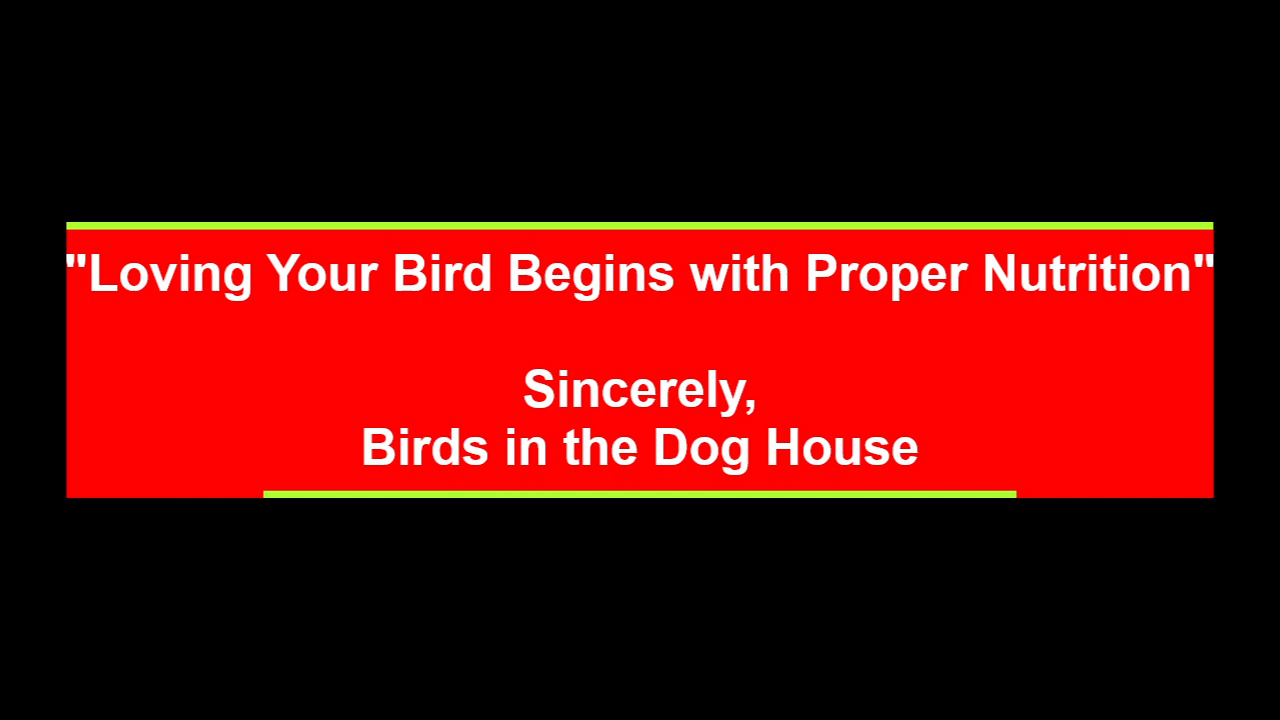 "Loving Your Bird Begins with Proper Nutrition"
Sincerely,
Birds in the Dog House